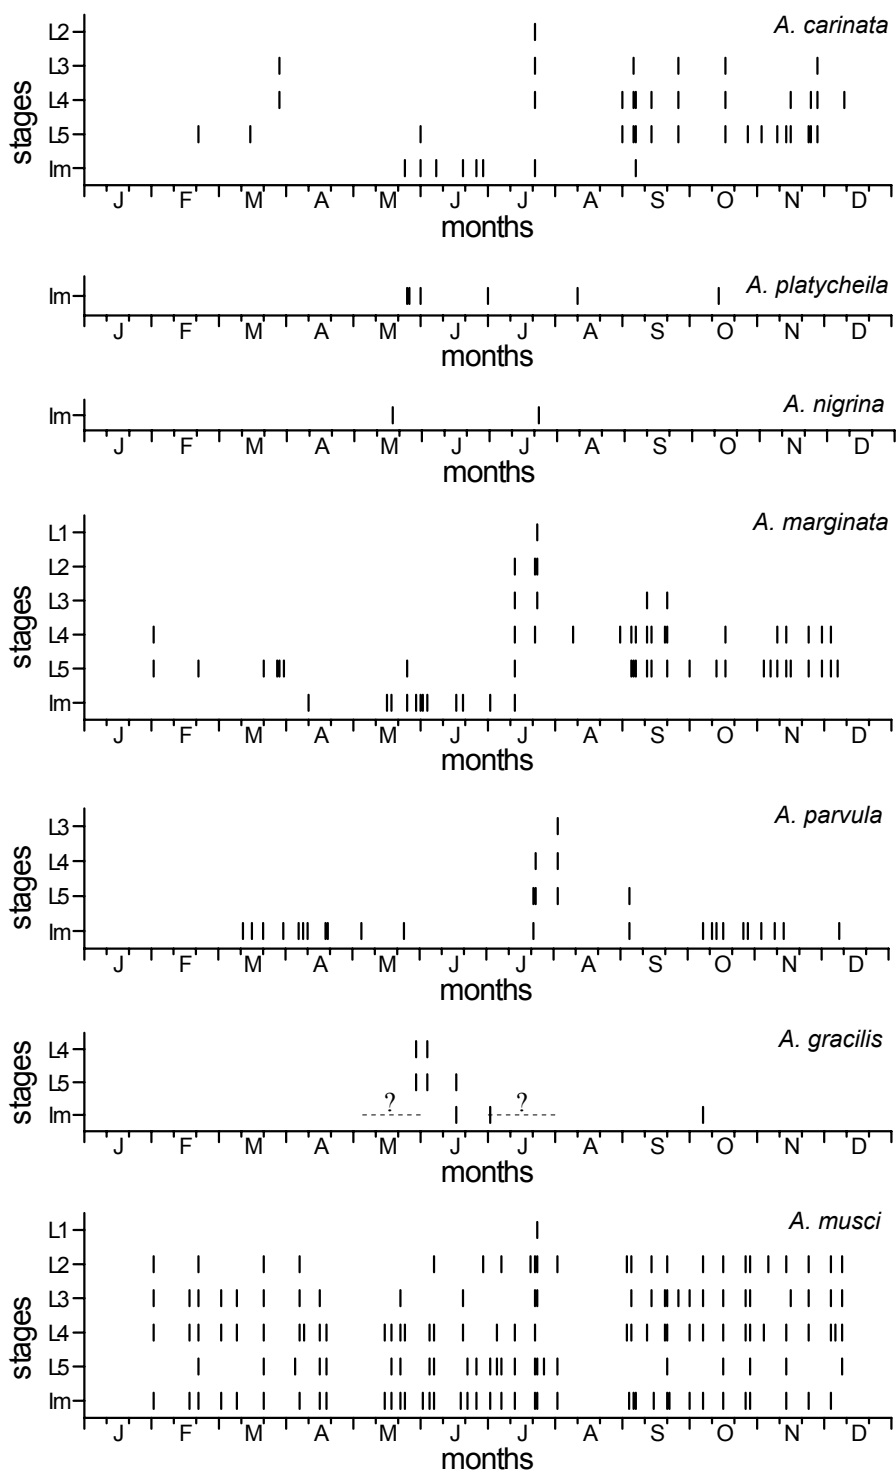 A. carinata
L2
L3
L4
L5
Im
stages
J F M A M J J A S O N D
months
A. platycheila
Im
J F M A M J J A S O N D
months
A. nigrina
Im
J F M A M J J A S O N D
months
A. marginata
L1
L2
L3
L4
L5
Im
stages
J F M A M J J A S O N D
months
A. parvula
L3
L4
L5
Im
stages
J F M A M J J A S O N D
months
A. gracilis
L4
L5
Im
stages
? ?
J F M A M J J A S O N D
months
A. musci
L1
L2
L3
L4
L5
Im
stages
J F M A M J J A S O N D
months